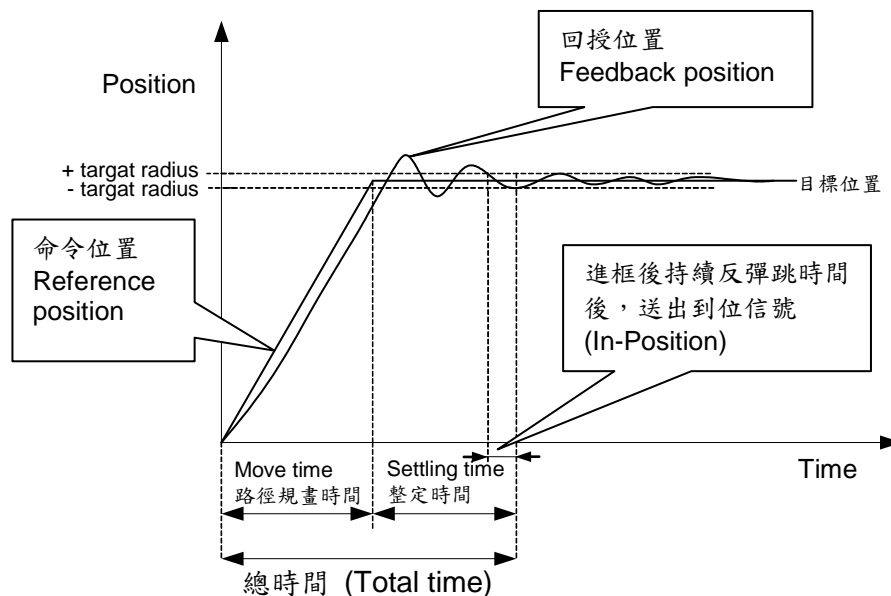 回授位置
Feedback position
Position
+ targat radius
- targat radius
目標位置
命令位置
Reference
position
進框後持續反彈跳時間
後，送出到位信號
(In-Position)
Time
Move time
路徑規畫時間
Settling time
整定時間
總時間 (Total time)